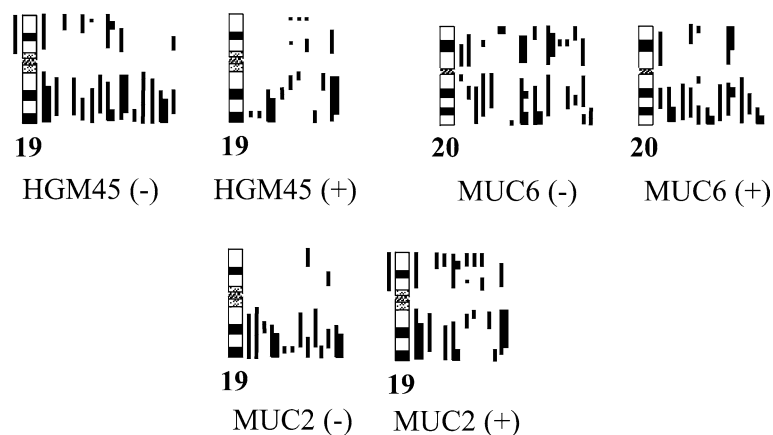 19 19 20 20
HGM45 (-) HGM45 (+) MUC6 (-) MUC6 (+)
19 19
MUC2 (-) MUC2 (+)